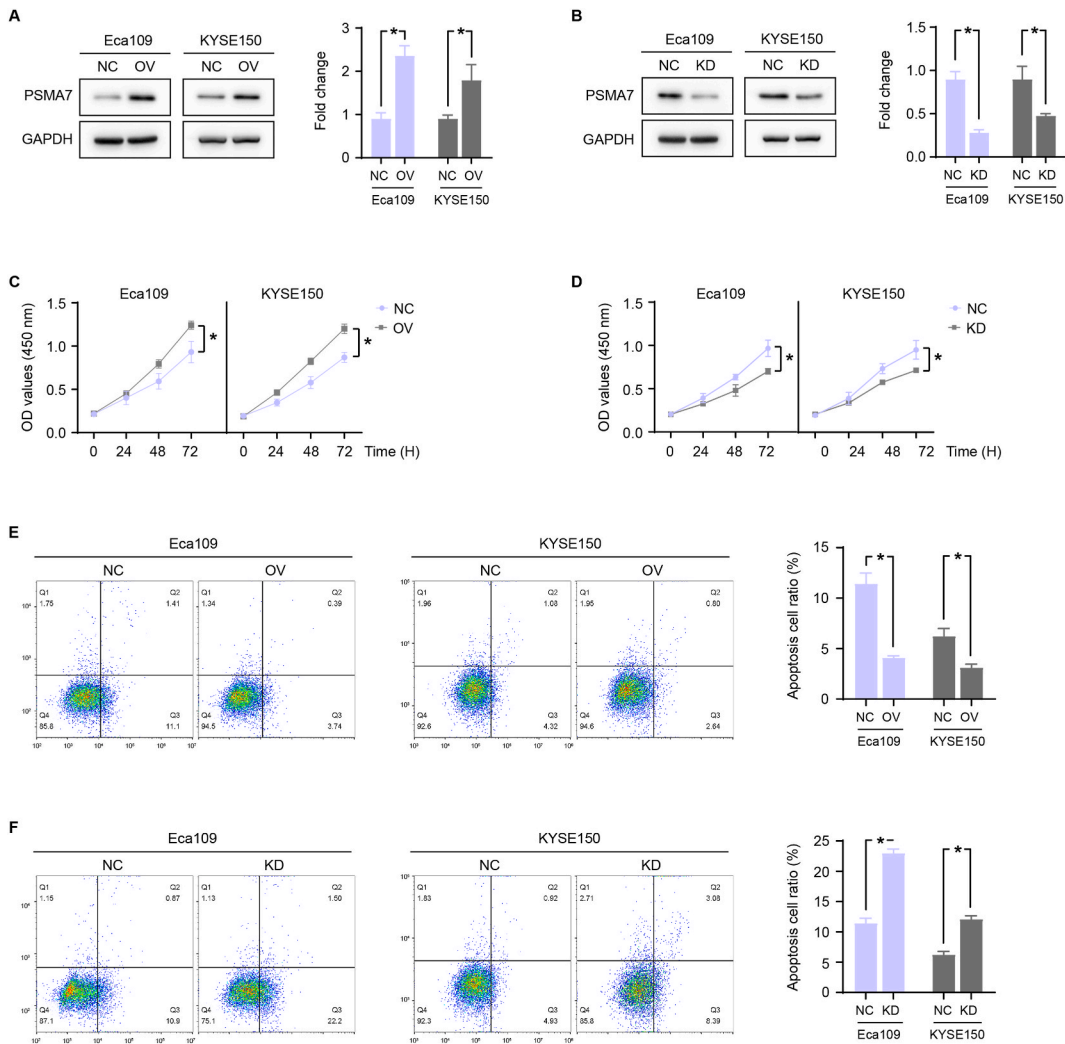 A
B
Eca109
KYSE150
NC OV
NC OV
PSMA7
GAPDH
Fold change
3
2
1
0
*
*
NC OV
NC OV
Eca109
KYSE150
Eca109
KYSE150
NC KD
NC KD
PSMA7
GAPDH
Fold change
1.5
1.0
0.5
0.0
*
*
NC KD
NC KD
Eca109
KYSE150
C
Eca109
KYSE150
NC
OV
OD values (450 nm)
1.5
1.0
0.5
0.0
*
*
0 24 48 72
0 24 48 72
Time (H)
D
Eca109
KYSE150
NC
KD
OD values (450 nm)
1.5
1.0
0.5
0.0
*
*
0 24 48 72
0 24 48 72
Time (H)
E
Eca109
NC
OV
Q1
1.75
Q2
1.41
Q4
85.8
Q3
11.1
Q1
1.34
Q2
0.39
Q4
94.5
Q3
3.74
KYSE150
NC
OV
Q1
1.96
Q2
1.08
Q4
92.6
Q3
4.32
Q1
1.95
Q2
0.80
Q4
94.6
Q3
2.64
Apoptosis cell ratio (%)
15
10
5
0
*
*
NC OV
NC OV
Eca109
KYSE150
F
Eca109
NC
KD
Q1
1.15
Q2
0.87
Q4
87.1
Q3
10.9
Q1
1.13
Q2
1.50
Q4
75.1
Q3
22.2
KYSE150
NC
KD
Q1
1.83
Q2
0.92
Q4
92.3
Q3
4.93
Q1
2.71
Q2
3.08
Q4
85.8
Q3
8.39
Apoptosis cell ratio (%)
25
20
15
10
5
0
*
*
NC KD
NC KD
Eca109
KYSE150